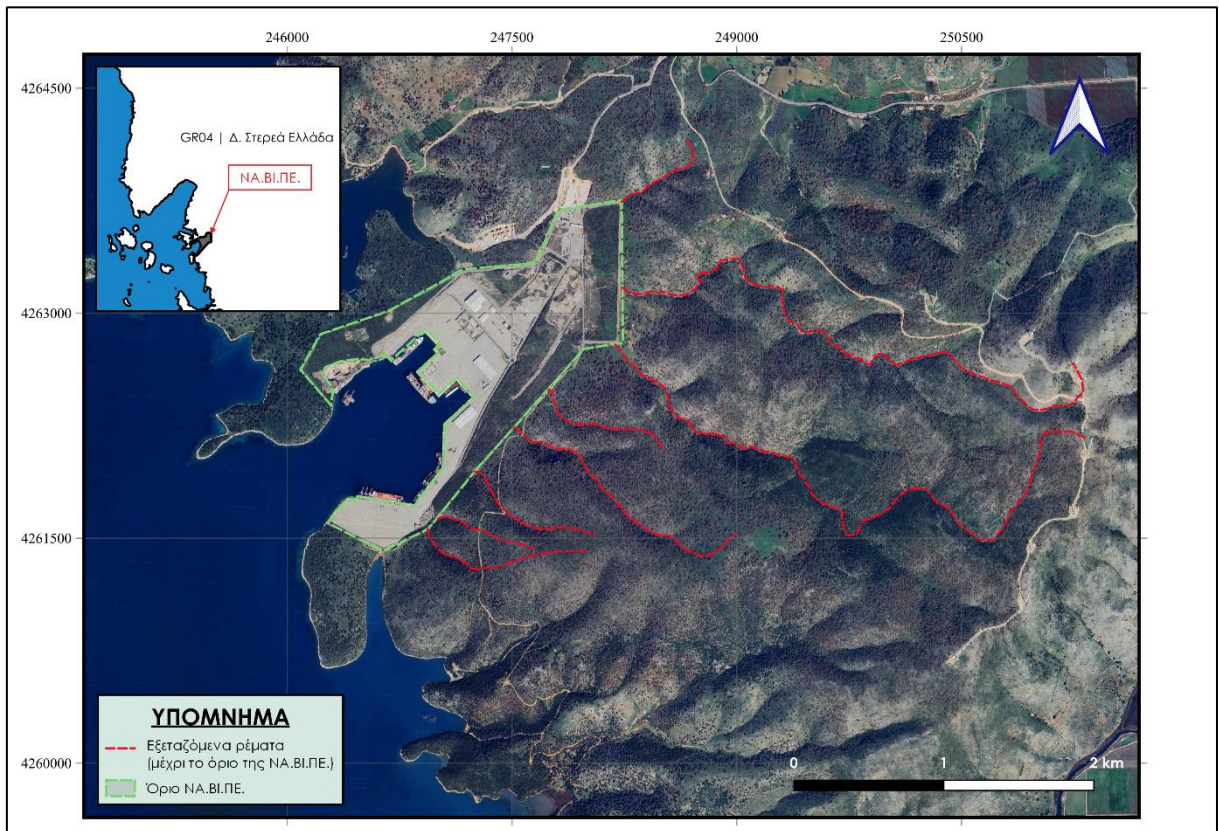 246000 247500 249000 250500
4264500
GR04 | Δ. Στερεά Ελλάδα
ΝΑ.ΒΙ.ΠΕ.
4263000
4261500
ΥΠΟΜΝΗΜΑ
Εξεταζόμενα ρέματα
(μέχρι το όριο της ΝΑ.ΒΙ.ΠΕ.)
Όριο ΝΑ.ΒΙ.ΠΕ.
4260000
0 1 2 km